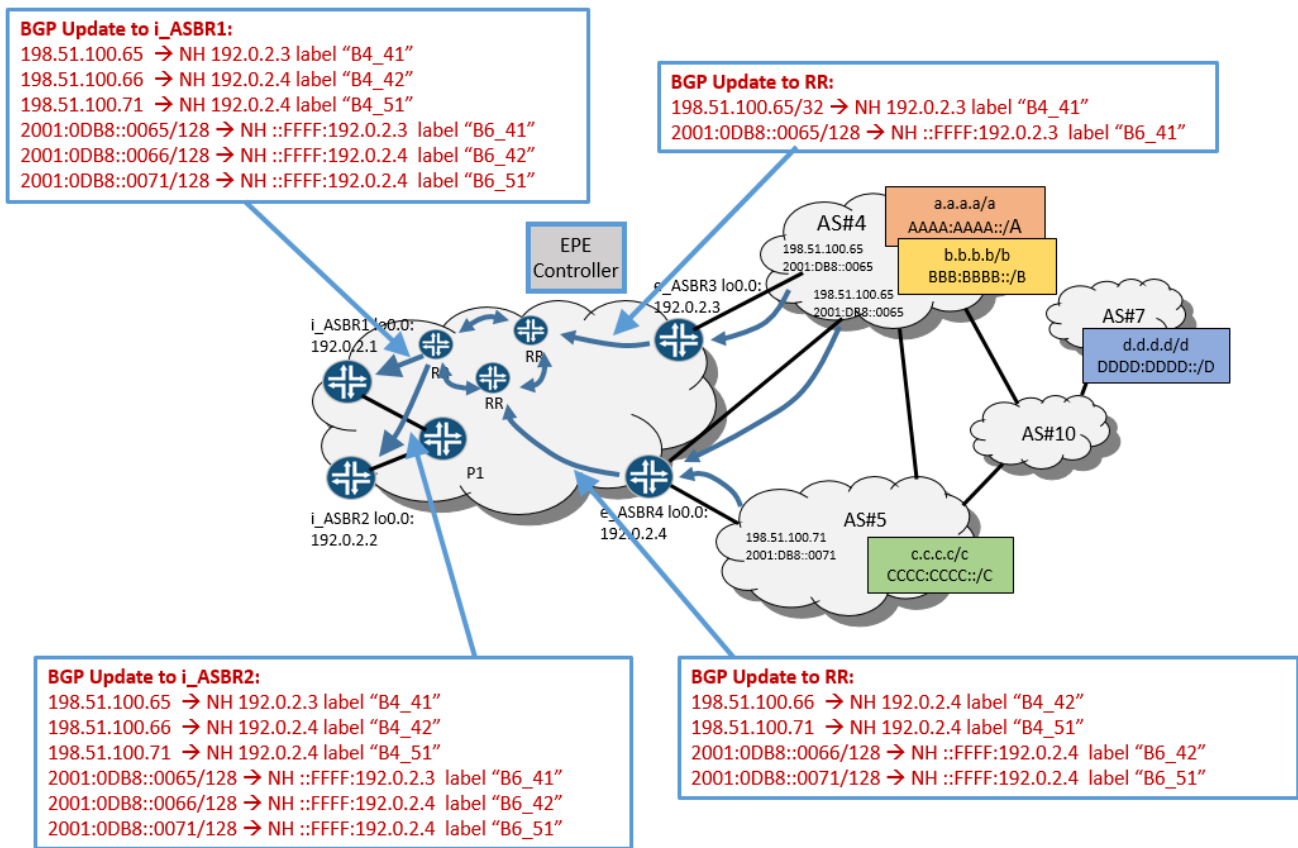 BGP Update to i_ASBR1:
198.51.100.65 → NH 192.0.2.3 label “B4_41”
198.51.100.66 → NH 192.0.2.4 label “B4_42”
198.51.100.71 → NH 192.0.2.4 label “B4_51”
2001:0DB8::0065/128 → NH ::FFFF:192.0.2.3 label “B6_41”
2001:0DB8::0066/128 → NH ::FFFF:192.0.2.4 label “B6_42”
2001:0DB8::0071/128 → NH ::FFFF:192.0.2.4 label “B6_51”
BGP Update to RR:
198.51.100.65/32 → NH 192.0.2.3 label “B4_41”
2001:0DB8::0065/128 → NH ::FFFF:192.0.2.3 label “B6_41”
EPE
Controller
AS#4
198.51.100.65
2001:DB8::0065
198.51.100.65
2001:DB8::0065
a.a.a.a/a
AAAA:AAAA::/A
b.b.b.b/b
BBB:BBBB::/B
AS#7
d.d.d.d/d
DDDD:DDDD::/D
AS#10
e_ASBR3 lo0.0:
192.0.2.3
i_ASBR1 lo0.0:
192.0.2.1
R
RR
RR
P1
i_ASBR2 lo0.0:
192.0.2.2
e_ASBR4 lo0.0:
192.0.2.4
AS#5
198.51.100.71
2001:DB8::0071
c.c.c.c/c
CCCC:CCCC::/C
BGP Update to i_ASBR2:
198.51.100.65 → NH 192.0.2.3 label “B4_41”
198.51.100.66 → NH 192.0.2.4 label “B4_42”
198.51.100.71 → NH 192.0.2.4 label “B4_51”
2001:0DB8::0065/128 → NH ::FFFF:192.0.2.3 label “B6_41”
2001:0DB8::0066/128 → NH ::FFFF:192.0.2.4 label “B6_42”
2001:0DB8::0071/128 → NH ::FFFF:192.0.2.4 label “B6_51”
BGP Update to RR:
198.51.100.66 → NH 192.0.2.4 label “B4_42”
198.51.100.71 → NH 192.0.2.4 label “B4_51”
2001:0DB8::0066/128 → NH ::FFFF:192.0.2.4 label “B6_42”
2001:0DB8::0071/128 → NH ::FFFF:192.0.2.4 label “B6_51”